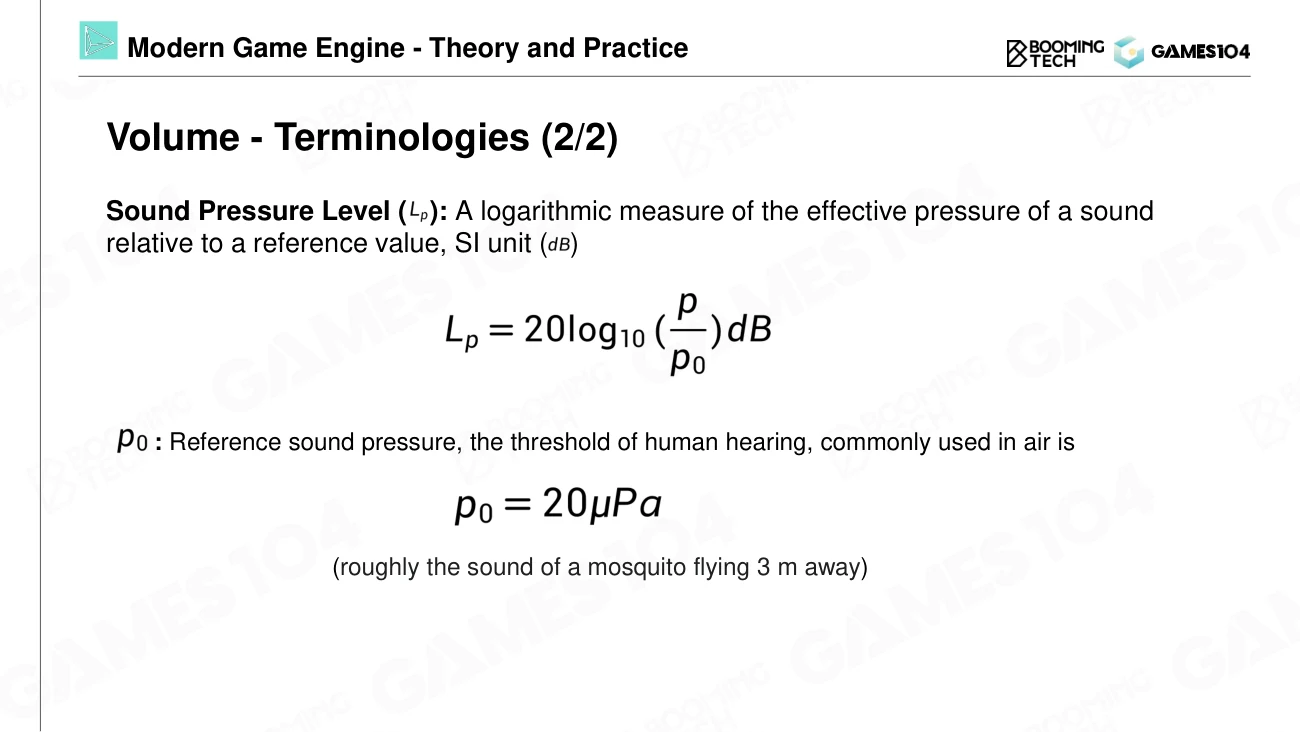 Modern Game Engine - Theory and Practice
BOOMING
TECH
GAMES104
Volume - Terminologies (2/2)
Sound Pressure Level (Lₚ): A logarithmic measure of the effective pressure of a sound
relative to a reference value, SI unit (dB)
Lₚ = 20log₁₀ (p/p₀) dB
p₀ : Reference sound pressure, the threshold of human hearing, commonly used in air is
p₀ = 20μPa
(roughly the sound of a mosquito flying 3 m away)